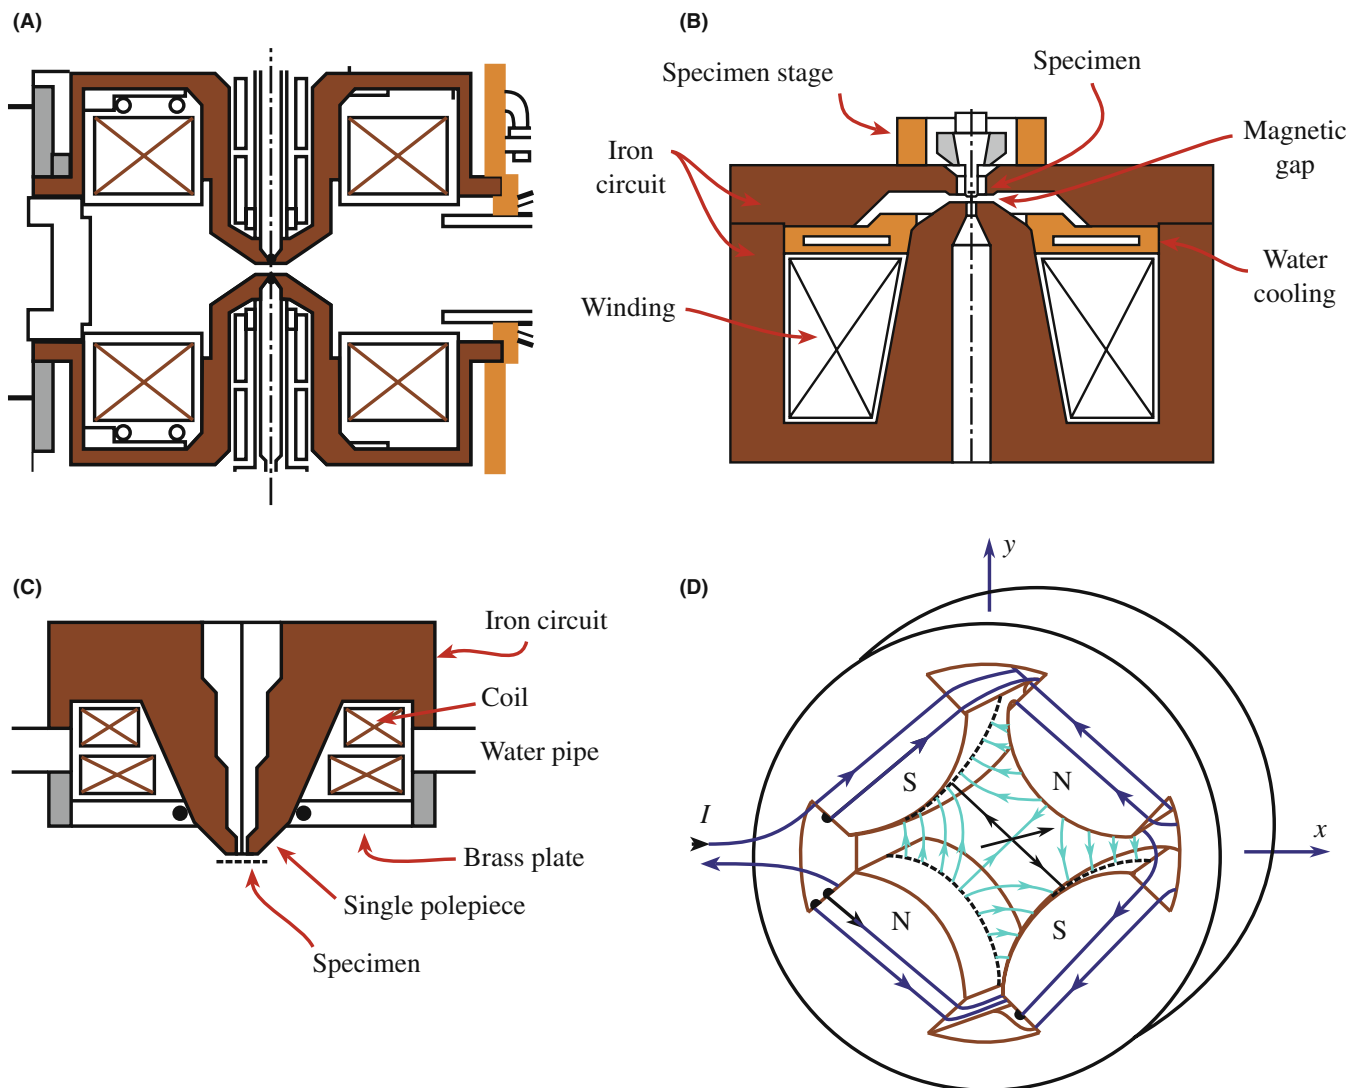 (A)
(B)
Specimen stage
Specimen
Iron
circuit
Magnetic
gap
Winding
Water
cooling
(C)
Iron circuit
Coil
Water pipe
Brass plate
Single polepiece
Specimen
(D)
y
S
N
I
x
N
S